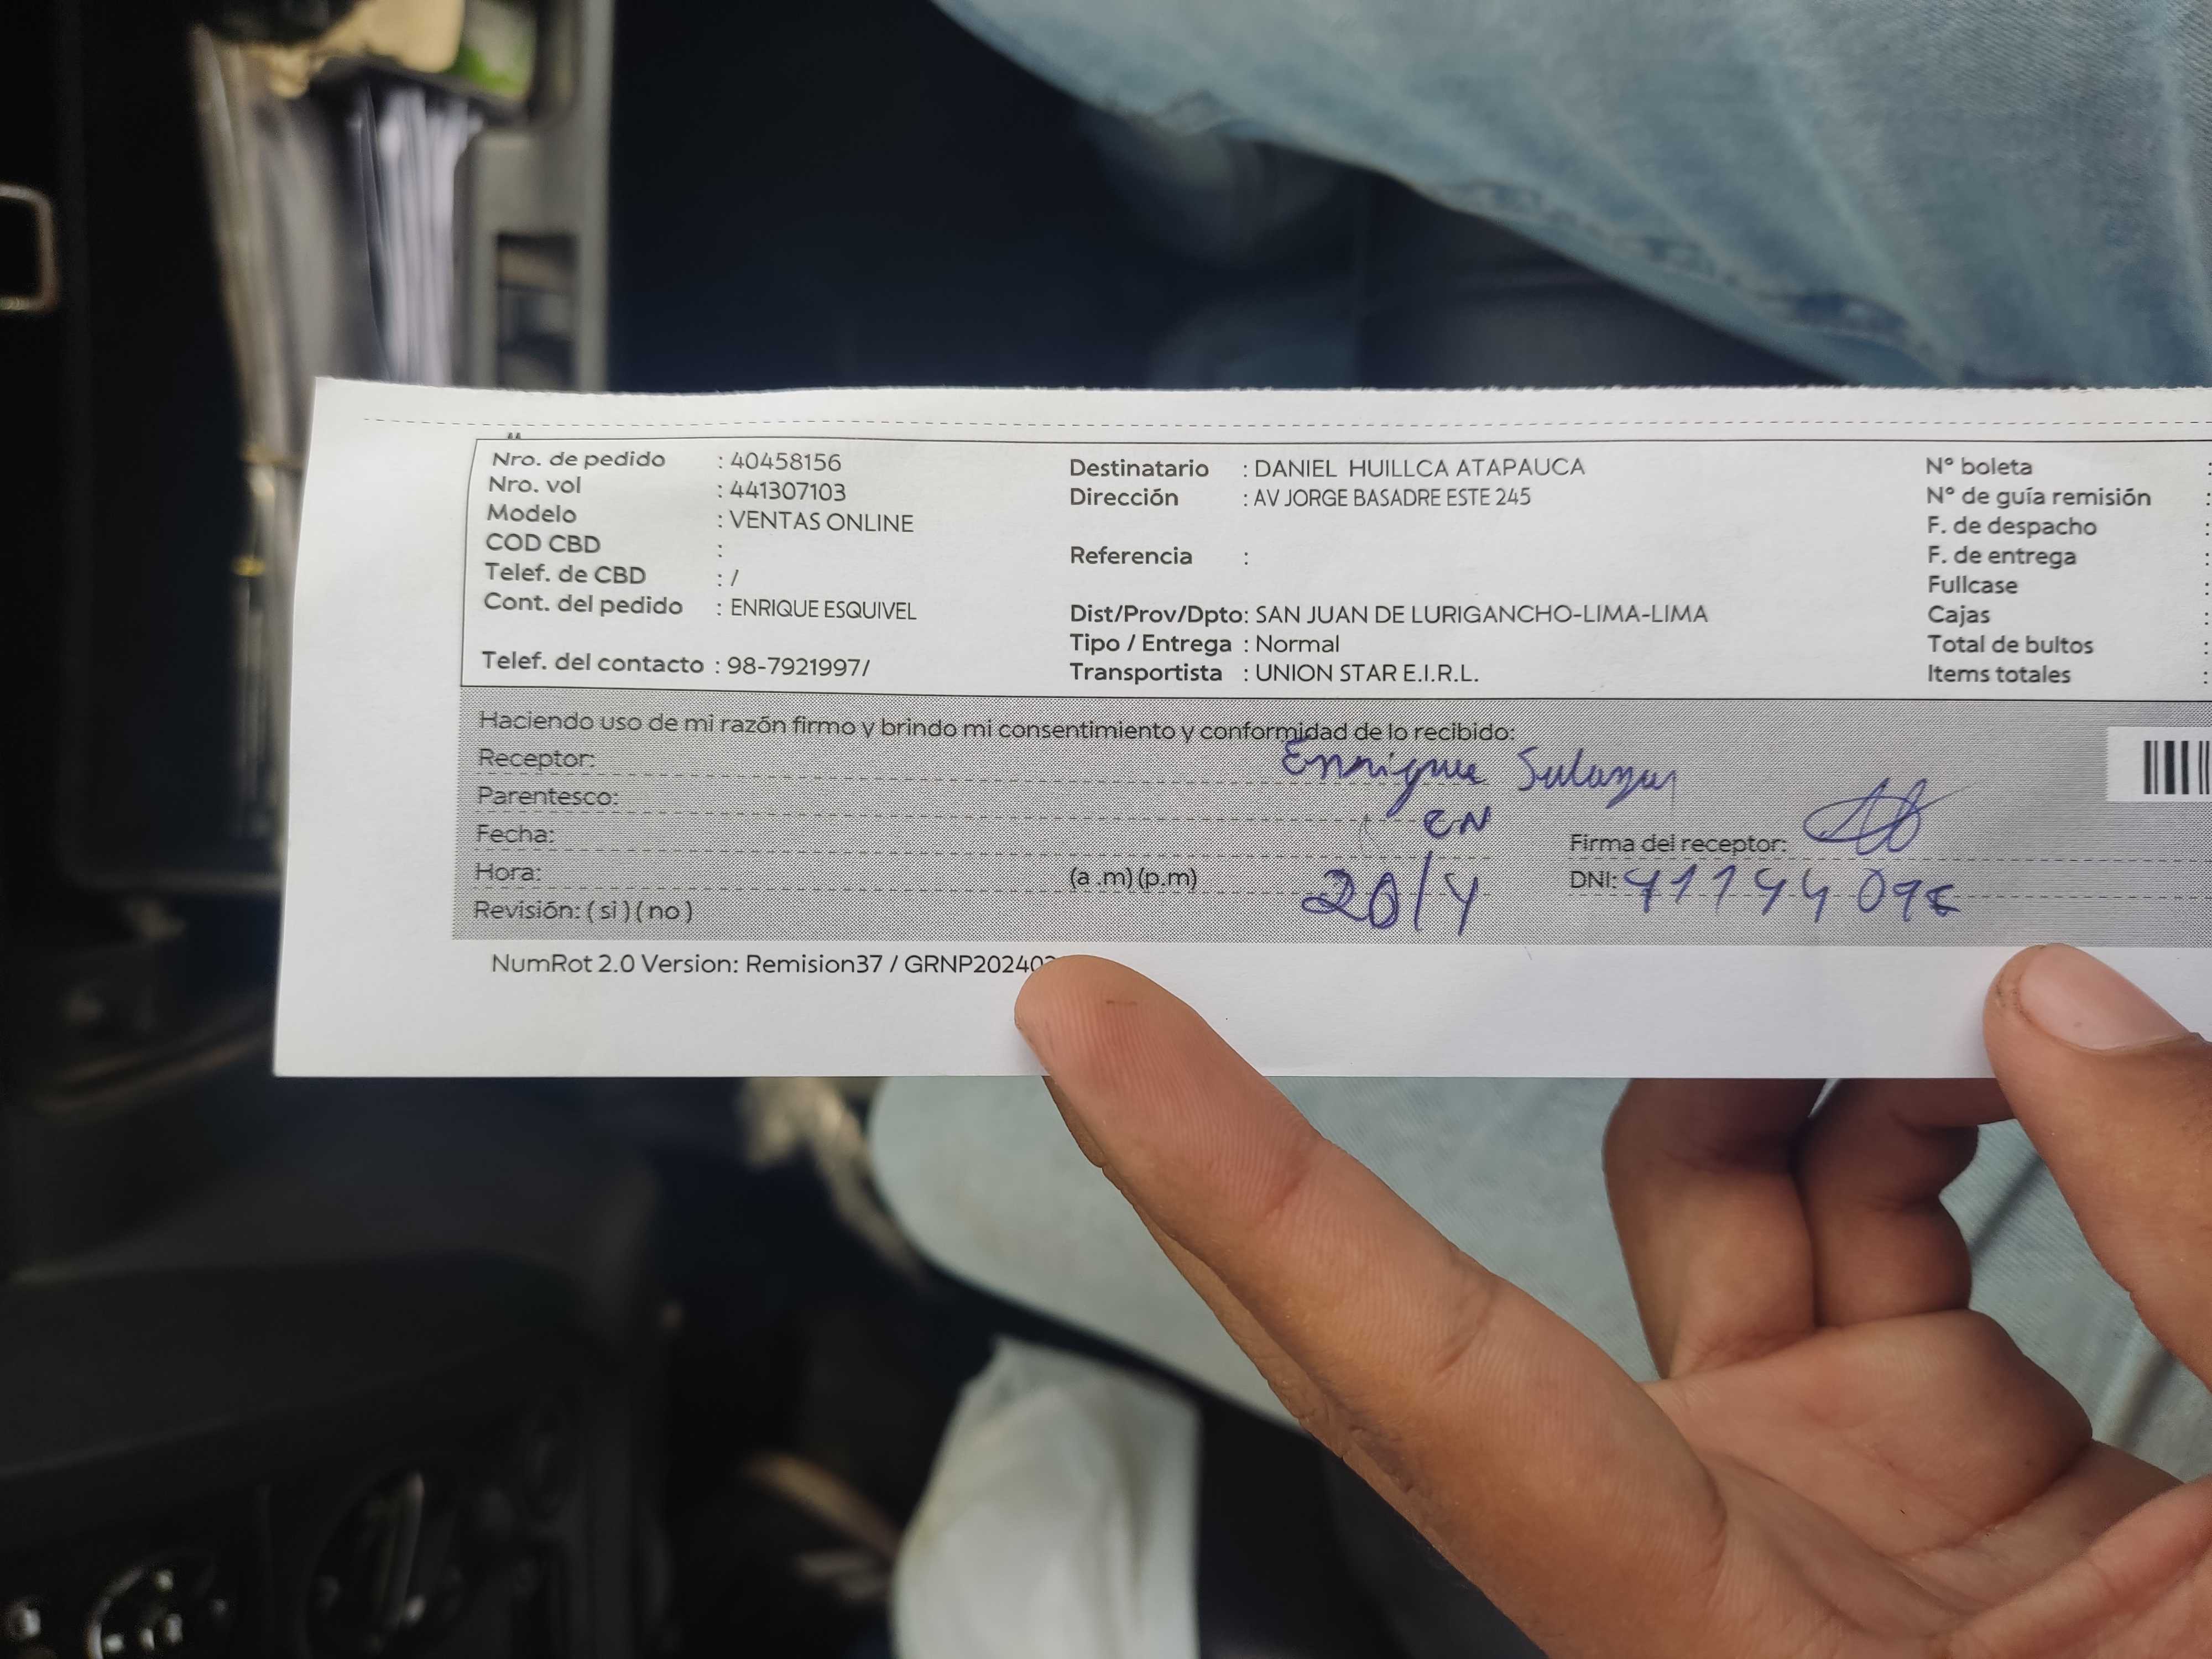 Nro. de pedido : 40458156
Nro. vol : 441307103
Modelo : VENTAS ONLINE
COD CBD :
Telef. de CBD : /
Cont. del pedido : ENRIQUE ESQUIVEL
Telef. del contacto : 98-7921997/
Destinatario : DANIEL HUILLCA ATAPAUCA
Dirección : AV JORGE BASADRE ESTE 245
Referencia :
Dist/Prov/Dpto: SAN JUAN DE LURIGANCHO-LIMA-LIMA
Tipo / Entrega : Normal
Transportista : UNION STAR E.I.R.L.
N° boleta :
N° de guía remisión :
F. de despacho :
F. de entrega :
Fullcase :
Cajas :
Total de bultos :
Items totales :
Haciendo uso de mi razón firmo y brindo mi consentimiento y conformidad de lo recibido:
Receptor: Enrique Salazar
Parentesco: EN
Fecha: 20/4
Hora: (a .m) (p.m)
Revisión: ( si ) ( no )
Firma del receptor:
DNI:
NumRot 2.0 Version: Remision37 / GRNP20240